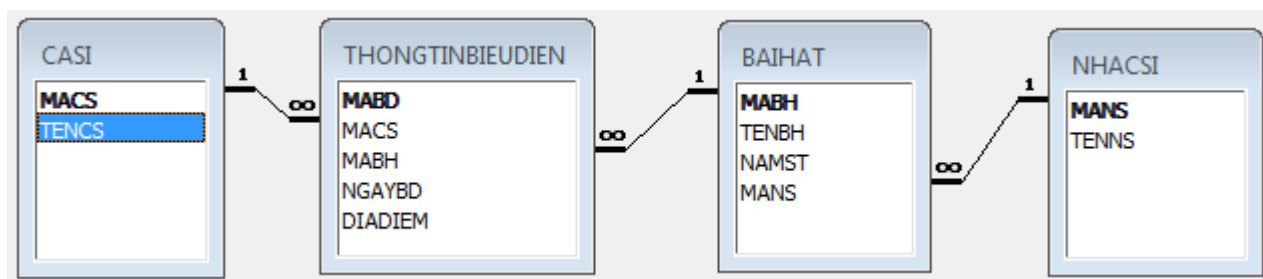 CASI
MACS
TENCS
1
∞
THONGTINBIEUDIEN
MABD
MACS
MABH
NGAYBD
DIADIEM
∞
1
BAIHAT
MABH
TENBH
NAMST
MANS
∞
1
NHACSI
MANS
TENNS